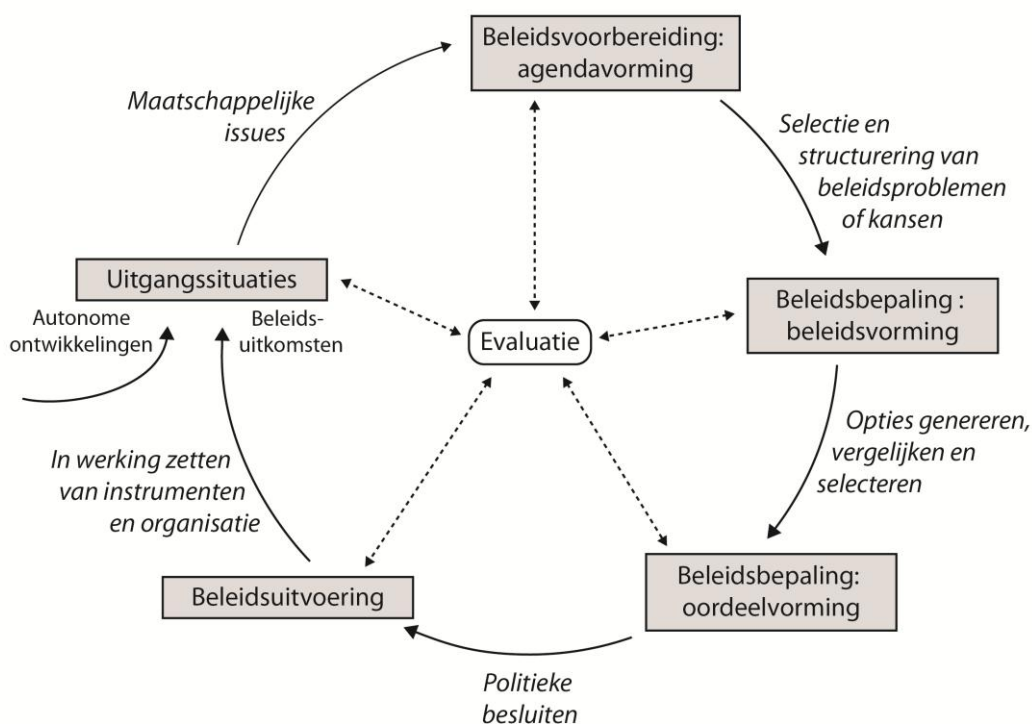 Beleidsvoorbereiding:
agendavorming
Maatschappelijke
issues
Selectie en
structurering van
beleidsproblemen
of kansen
Uitgangssituaties
Autonome
ontwikkelingen
Beleids-
uitkomsten
Evaluatie
Beleidsbepaling :
beleidsvorming
Opties genereren,
vergelijken en
selecteren
In werking zetten
van instrumenten
en organisatie
Beleidsbepaling:
oordeelvorming
Beleidsuitvoering
Politieke
besluiten